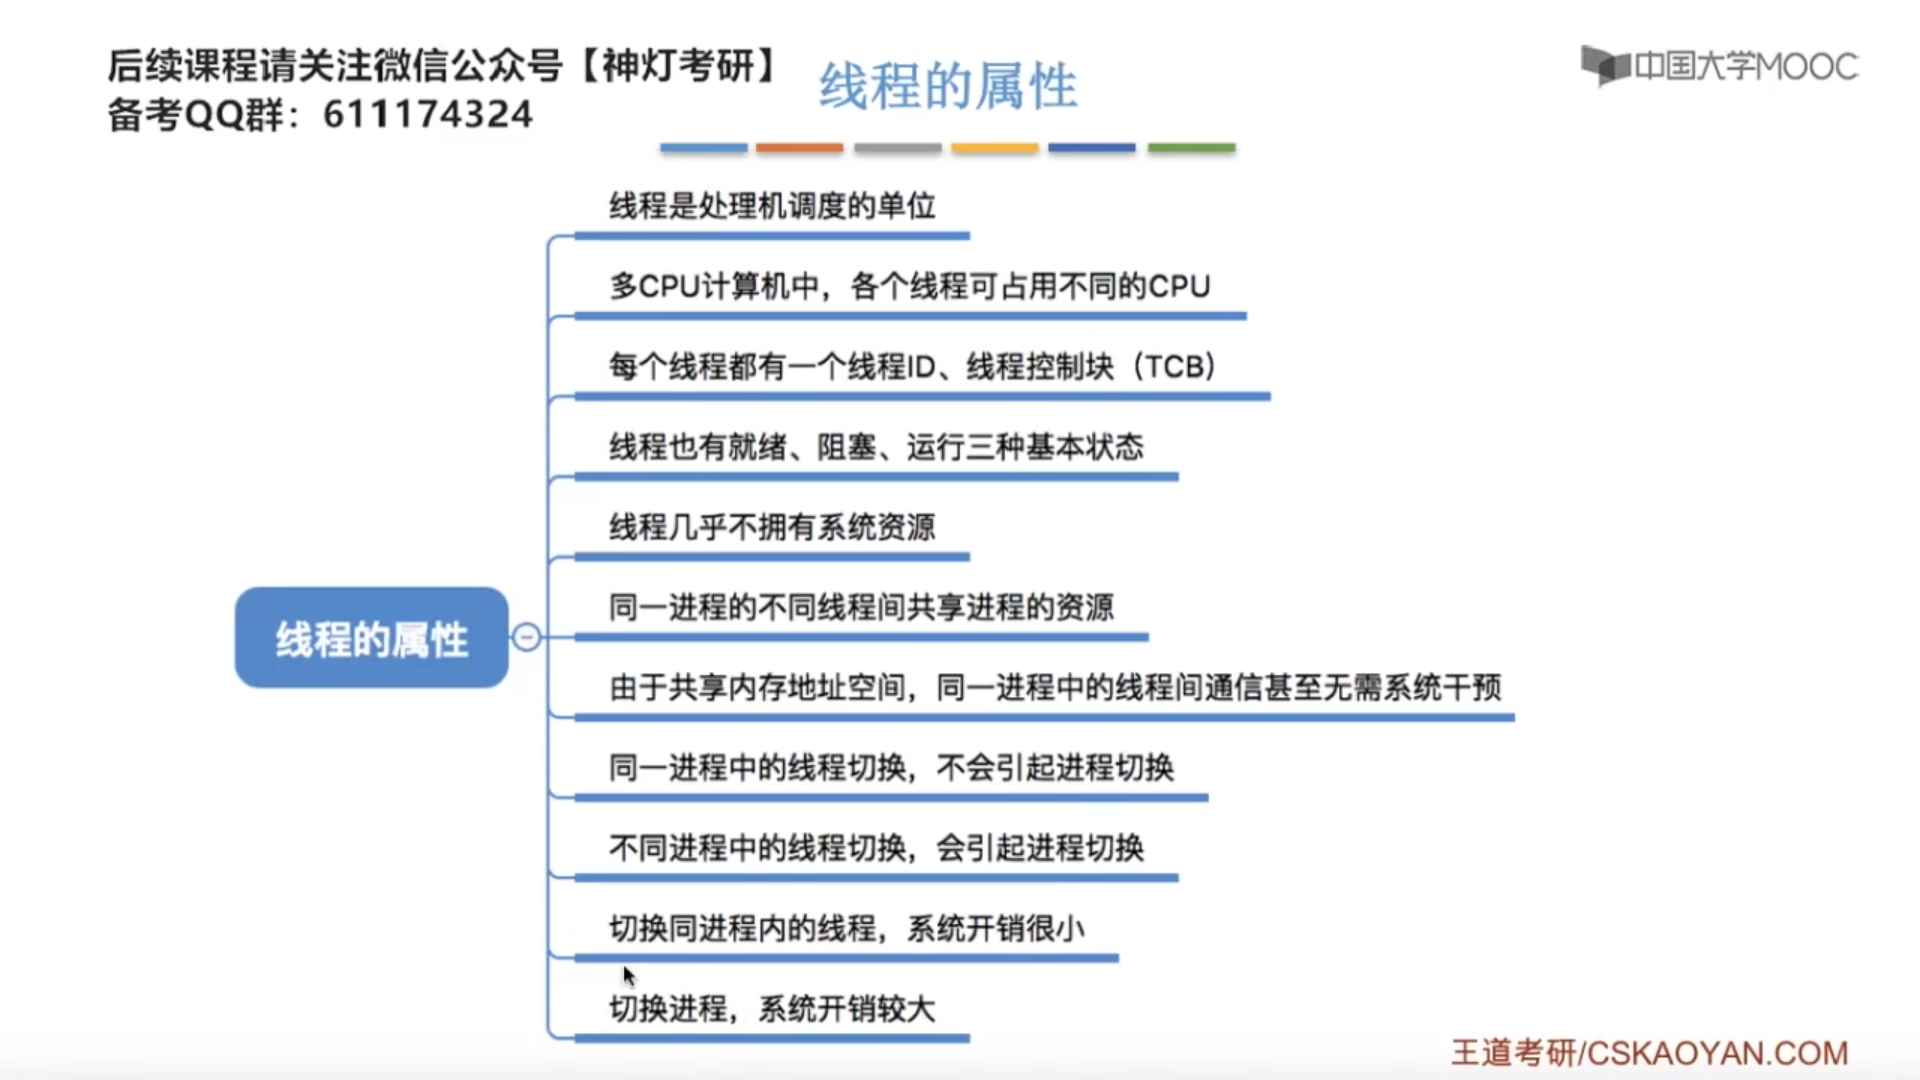 后续课程请关注微信公众号【神灯考研】
备考QQ群：611174324
线程的属性
中国大学MOOC
线程是处理机调度的单位
多CPU计算机中，各个线程可占用不同的CPU
每个线程都有一个线程ID、线程控制块（TCB）
线程也有就绪、阻塞、运行三种基本状态
线程几乎不拥有系统资源
线程的属性
同一进程的不同线程间共享进程的资源
由于共享内存地址空间，同一进程中的线程间通信甚至无需系统干预
同一进程中的线程切换，不会引起进程切换
不同进程中的线程切换，会引起进程切换
切换同进程内的线程，系统开销很小
切换进程，系统开销较大
王道考研/CSKAOYAN.COM